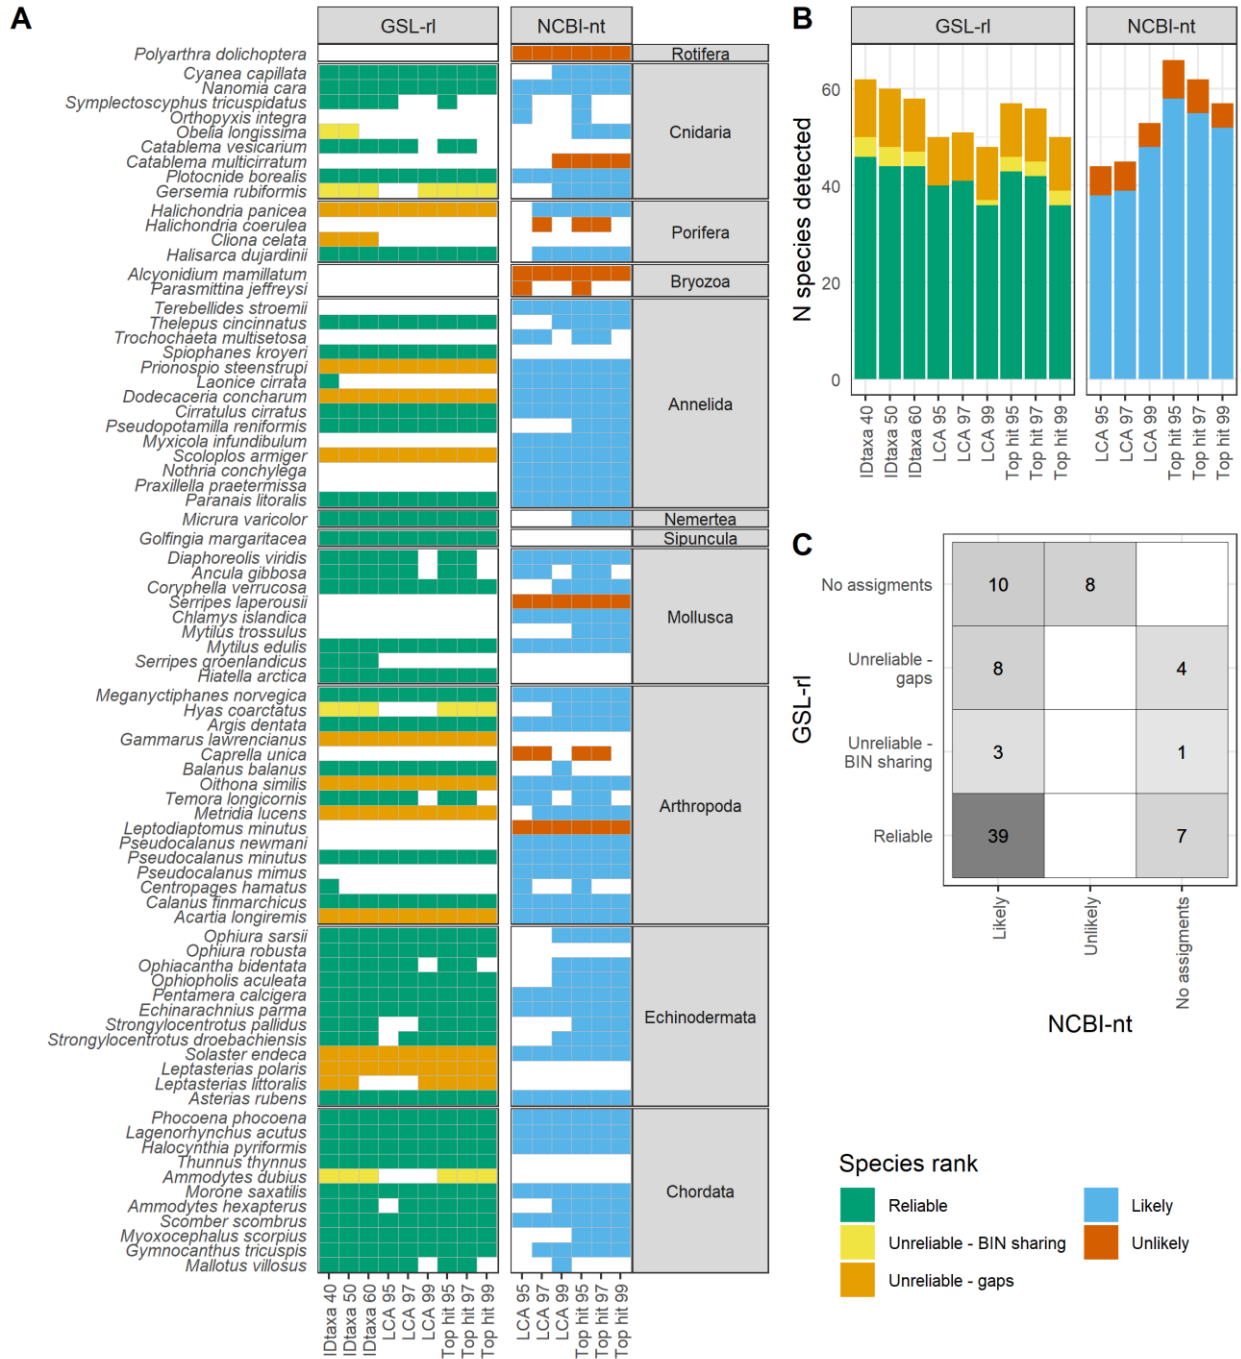 A
GSL-rl
NCBI-nt
Polyarthra dolichoptera
Rotifera
Cyanea capillata
Nanomia cara
Symplectoscyphus tricuspidatus
Orthopyxis integra
Obelia longissima
Catablema vesicarium
Catablema multicirratum
Plotocnide borealis
Gersemia rubiformis
Cnidaria
Halichondria panicea
Halichondria coerulea
Cliona celata
Halisarca dujardinii
Porifera
Alcyonidium mamillatum
Parasmittina jeffreysi
Bryozoa
Terebellides stroemii
Thelepus cincinnatus
Trochochaeta multisetosa
Spiophanes kroyeri
Prionospio steenstrupi
Laonice cirrata
Dodecaceria concharum
Cirratulus cirratus
Pseudopotamilla reniformis
Myxicola infundibulum
Scoloplos armiger
Nothria conchylega
Praxillella praetermissa
Paranais litoralis
Annelida
Micrura varicolor
Nemertea
Golfingia margaritacea
Sipuncula
Diaphoreolis viridis
Ancula gibbosa
Coryphella verrucosa
Serripes laperousii
Chlamys islandica
Mytilus trossulus
Mytilus edulis
Serripes groenlandicus
Hiatella arctica
Mollusca
Meganyctiphanes norvegica
Hyas coarctatus
Argis dentata
Gammarus lawrencianus
Caprella unica
Balanus balanus
Oithona similis
Temora longicornis
Metridia lucens
Leptodiaptomus minutus
Pseudocalanus newmani
Pseudocalanus minutus
Pseudocalanus mimus
Centropages hamatus
Calanus finmarchicus
Acartia longiremis
Arthropoda
Ophiura sarsii
Ophiura robusta
Ophiacantha bidentata
Ophiopholis aculeata
Pentamera calcigera
Echinarachnius parma
Strongylocentrotus pallidus
Strongylocentrotus droebachiensis
Solaster endeca
Leptasterias polaris
Leptasterias littoralis
Asterias rubens
Echinodermata
Phocoena phocoena
Lagenorhynchus acutus
Halocynthia pyriformis
Thunnus thynnus
Ammodytes dubius
Morone saxatilis
Ammodytes hexapterus
Scomber scombrus
Myoxocephalus scorpius
Gymnocanthus tricuspis
Mallotus villosus
Chordata
IDtaxa 40
IDtaxa 50
IDtaxa 60
LCA 95
LCA 97
LCA 99
Top hit 95
Top hit 97
Top hit 99
LCA 95
LCA 97
LCA 99
Top hit 95
Top hit 97
Top hit 99
B
GSL-rl
NCBI-nt
N species detected
60
40
20
0
IDtaxa 40
IDtaxa 50
IDtaxa 60
LCA 95
LCA 97
LCA 99
Top hit 95
Top hit 97
Top hit 99
LCA 95
LCA 97
LCA 99
Top hit 95
Top hit 97
Top hit 99
C
GSL-rl
No assigments
10
8
Unreliable -
gaps
8
4
Unreliable -
BIN sharing
3
1
Reliable
39
7
Likely
Unlikely
No assigments
NCBI-nt
Species rank
Reliable
Unreliable - BIN sharing
Unreliable - gaps
Likely
Unlikely